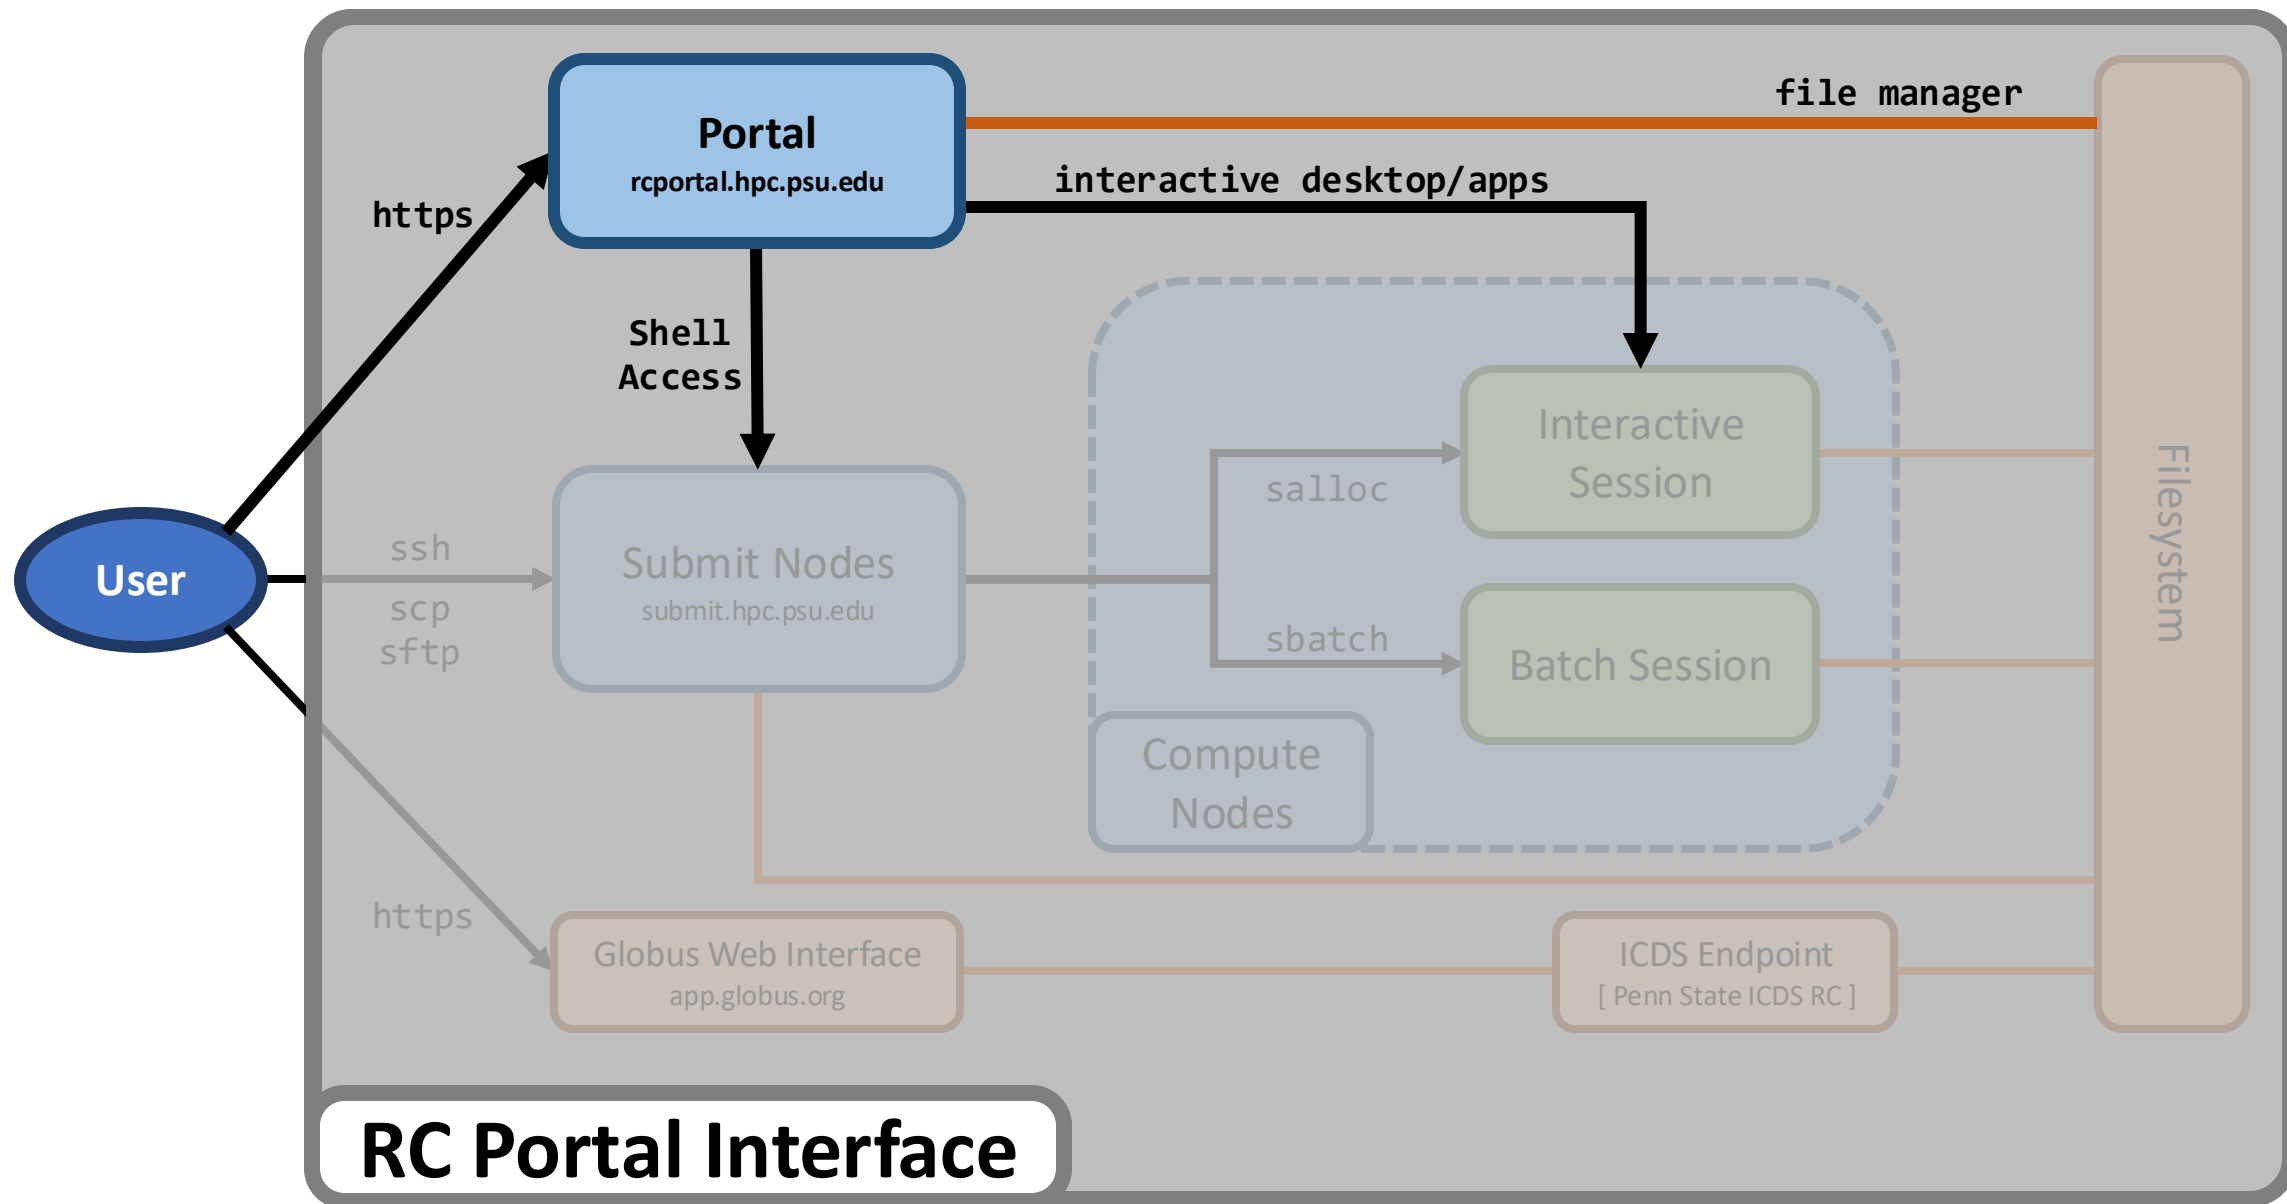 file manager
Portal
rcportal.hpc.psu.edu
interactive desktop/apps
https
Shell
Access
Interactive
Session
Filesystem
ssh
scp
sftp
User
Submit Nodes
submit.hpc.psu.edu
salloc
sbatch
Batch Session
Compute
Nodes
https
Globus Web Interface
app.globus.org
ICDS Endpoint
[ Penn State ICDS RC ]
RC Portal Interface